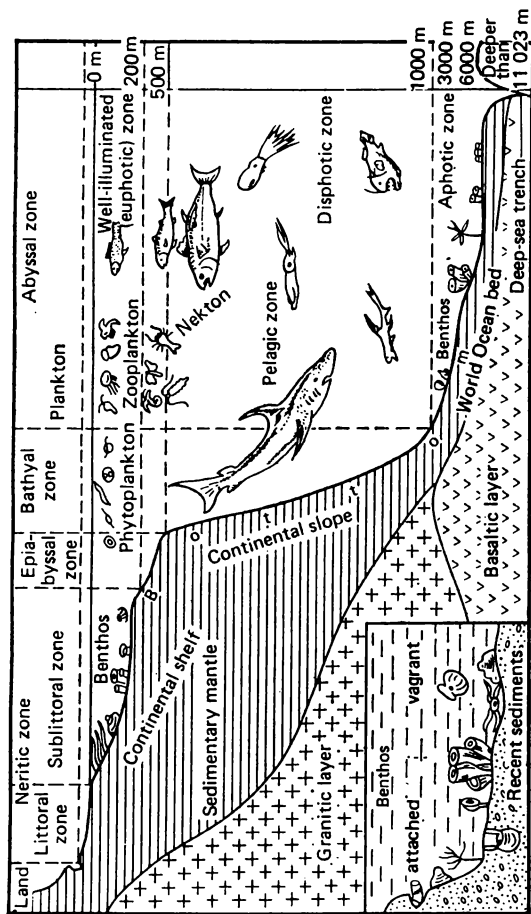 Neritic zone
Land
Littoral
zone
Sublittoral zone
Epia-
byssal
zone
Bathyal
zone
Plankton
Abyssal zone
0 m
200 m
500 m
1000 m
3000 m
6000 m
Deeper
than
11 023 m
Well-illuminated
(euphotic) zone
Phytoplankton
Zooplankton
Nekton
Pelagic zone
Disphotic zone
Aphotic zone
Benthos
Benthos
Continental shelf
Continental slope
B o t t o m
World Ocean bed
Deep-sea trench
Sedimentary mantle
Granitic layer
Basaltic layer
Benthos
attached
vagrant
Recent sediments